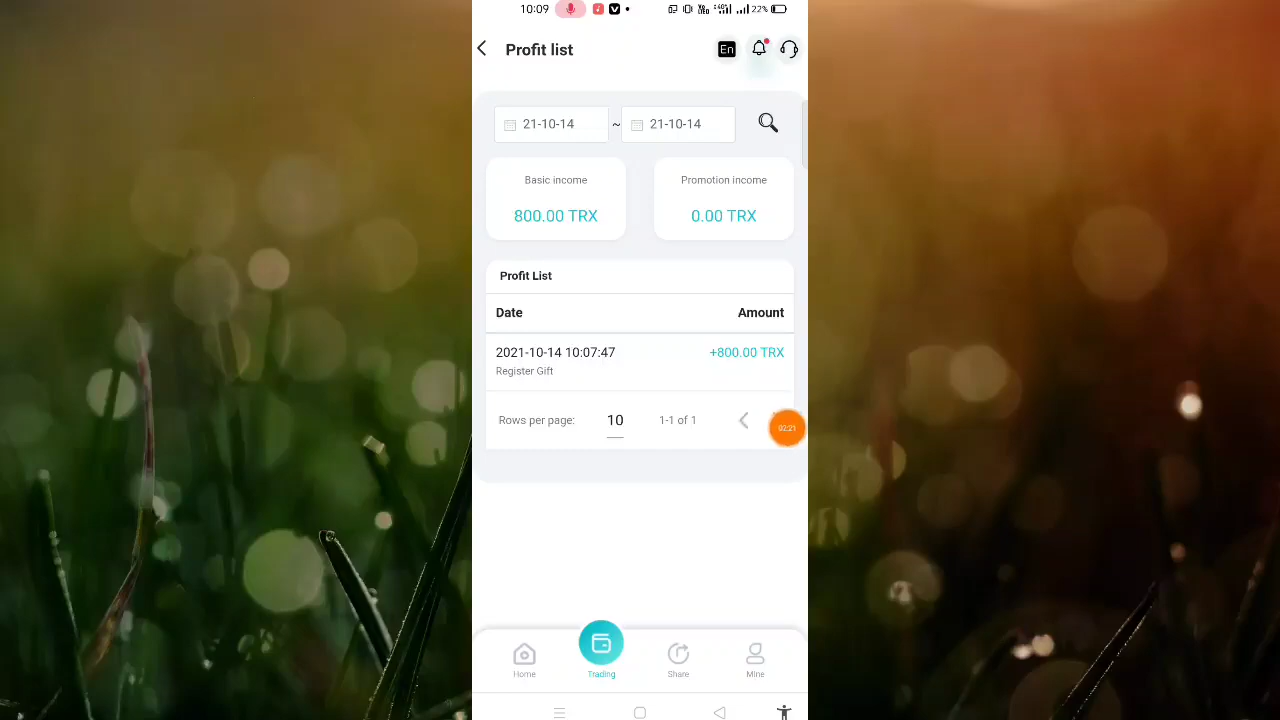 10:09
22%
Profit list
En
21-10-14 ~ 21-10-14
Basic income
800.00 TRX
Promotion income
0.00 TRX
Profit List
Date Amount
2021-10-14 10:07:47 +800.00 TRX
Register Gift
Rows per page: 10 1-1 of 1
02:21
Home Trading Share Mine